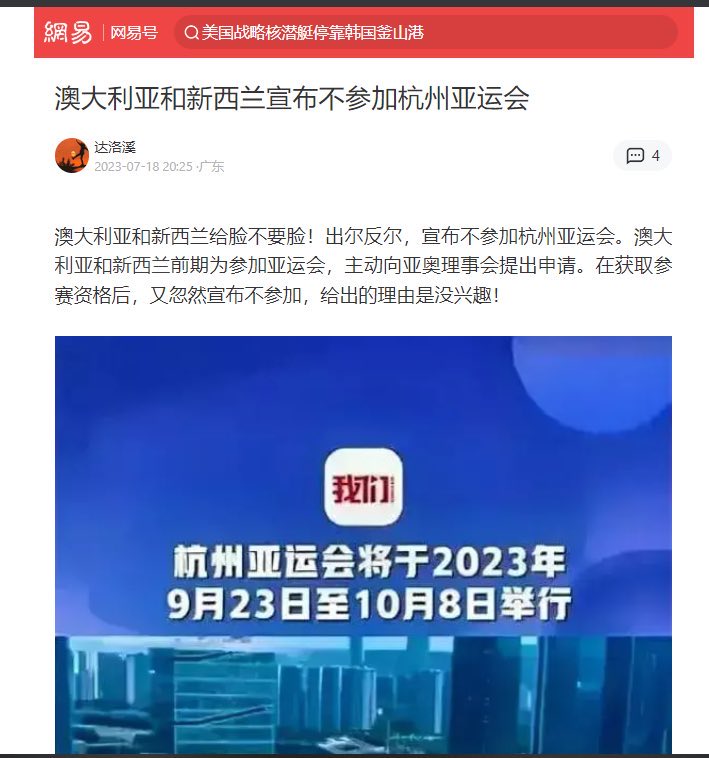 網易 网易号 美国战略核潜艇停靠韩国釜山港
澳大利亚和新西兰宣布不参加杭州亚运会
达洛溪
2023-07-18 20:25 ·广东
4
澳大利亚和新西兰给脸不要脸！出尔反尔，宣布不参加杭州亚运会。澳大
利亚和新西兰前期为参加亚运会，主动向亚奥理事会提出申请。在获取参
赛资格后，又忽然宣布不参加，给出的理由是没兴趣！
我们
杭州亚运会将于2023年
9月23日至10月8日举行